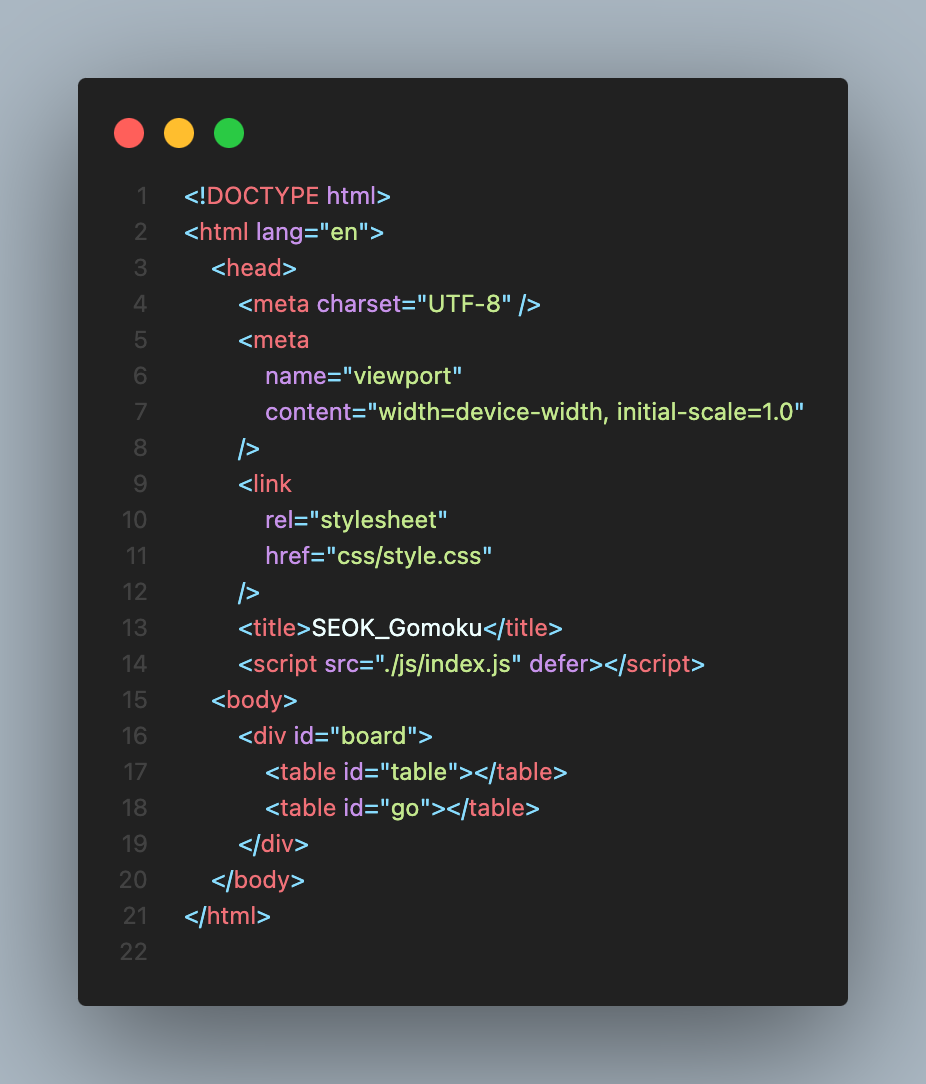 1 <!DOCTYPE html>
2 <html lang="en">
3   <head>
4     <meta charset="UTF-8" />
5     <meta
6       name="viewport"
7       content="width=device-width, initial-scale=1.0"
8     />
9     <link
10       rel="stylesheet"
11       href="css/style.css"
12     />
13     <title>SEOK_Gomoku</title>
14     <script src="./js/index.js" defer></script>
15   <body>
16     <div id="board">
17       <table id="table"></table>
18       <table id="go"></table>
19     </div>
20   </body>
21 </html>
22